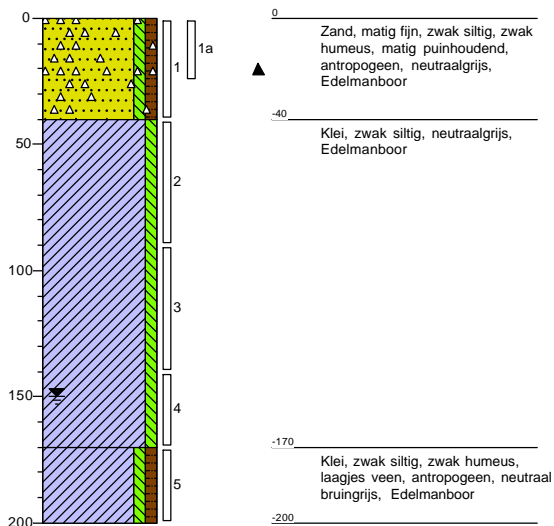 0
1
1a
50
2
100
3
150
4
5
200
0
Zand, matig fijn, zwak siltig, zwak
humeus, matig puinhoudend,
antropogeen, neutraalgrijs,
Edelmanboor
-40
Klei, zwak siltig, neutraalgrijs,
Edelmanboor
-170
Klei, zwak siltig, zwak humeus,
laagjes veen, antropogeen, neutraal
bruingrijs, Edelmanboor
-200